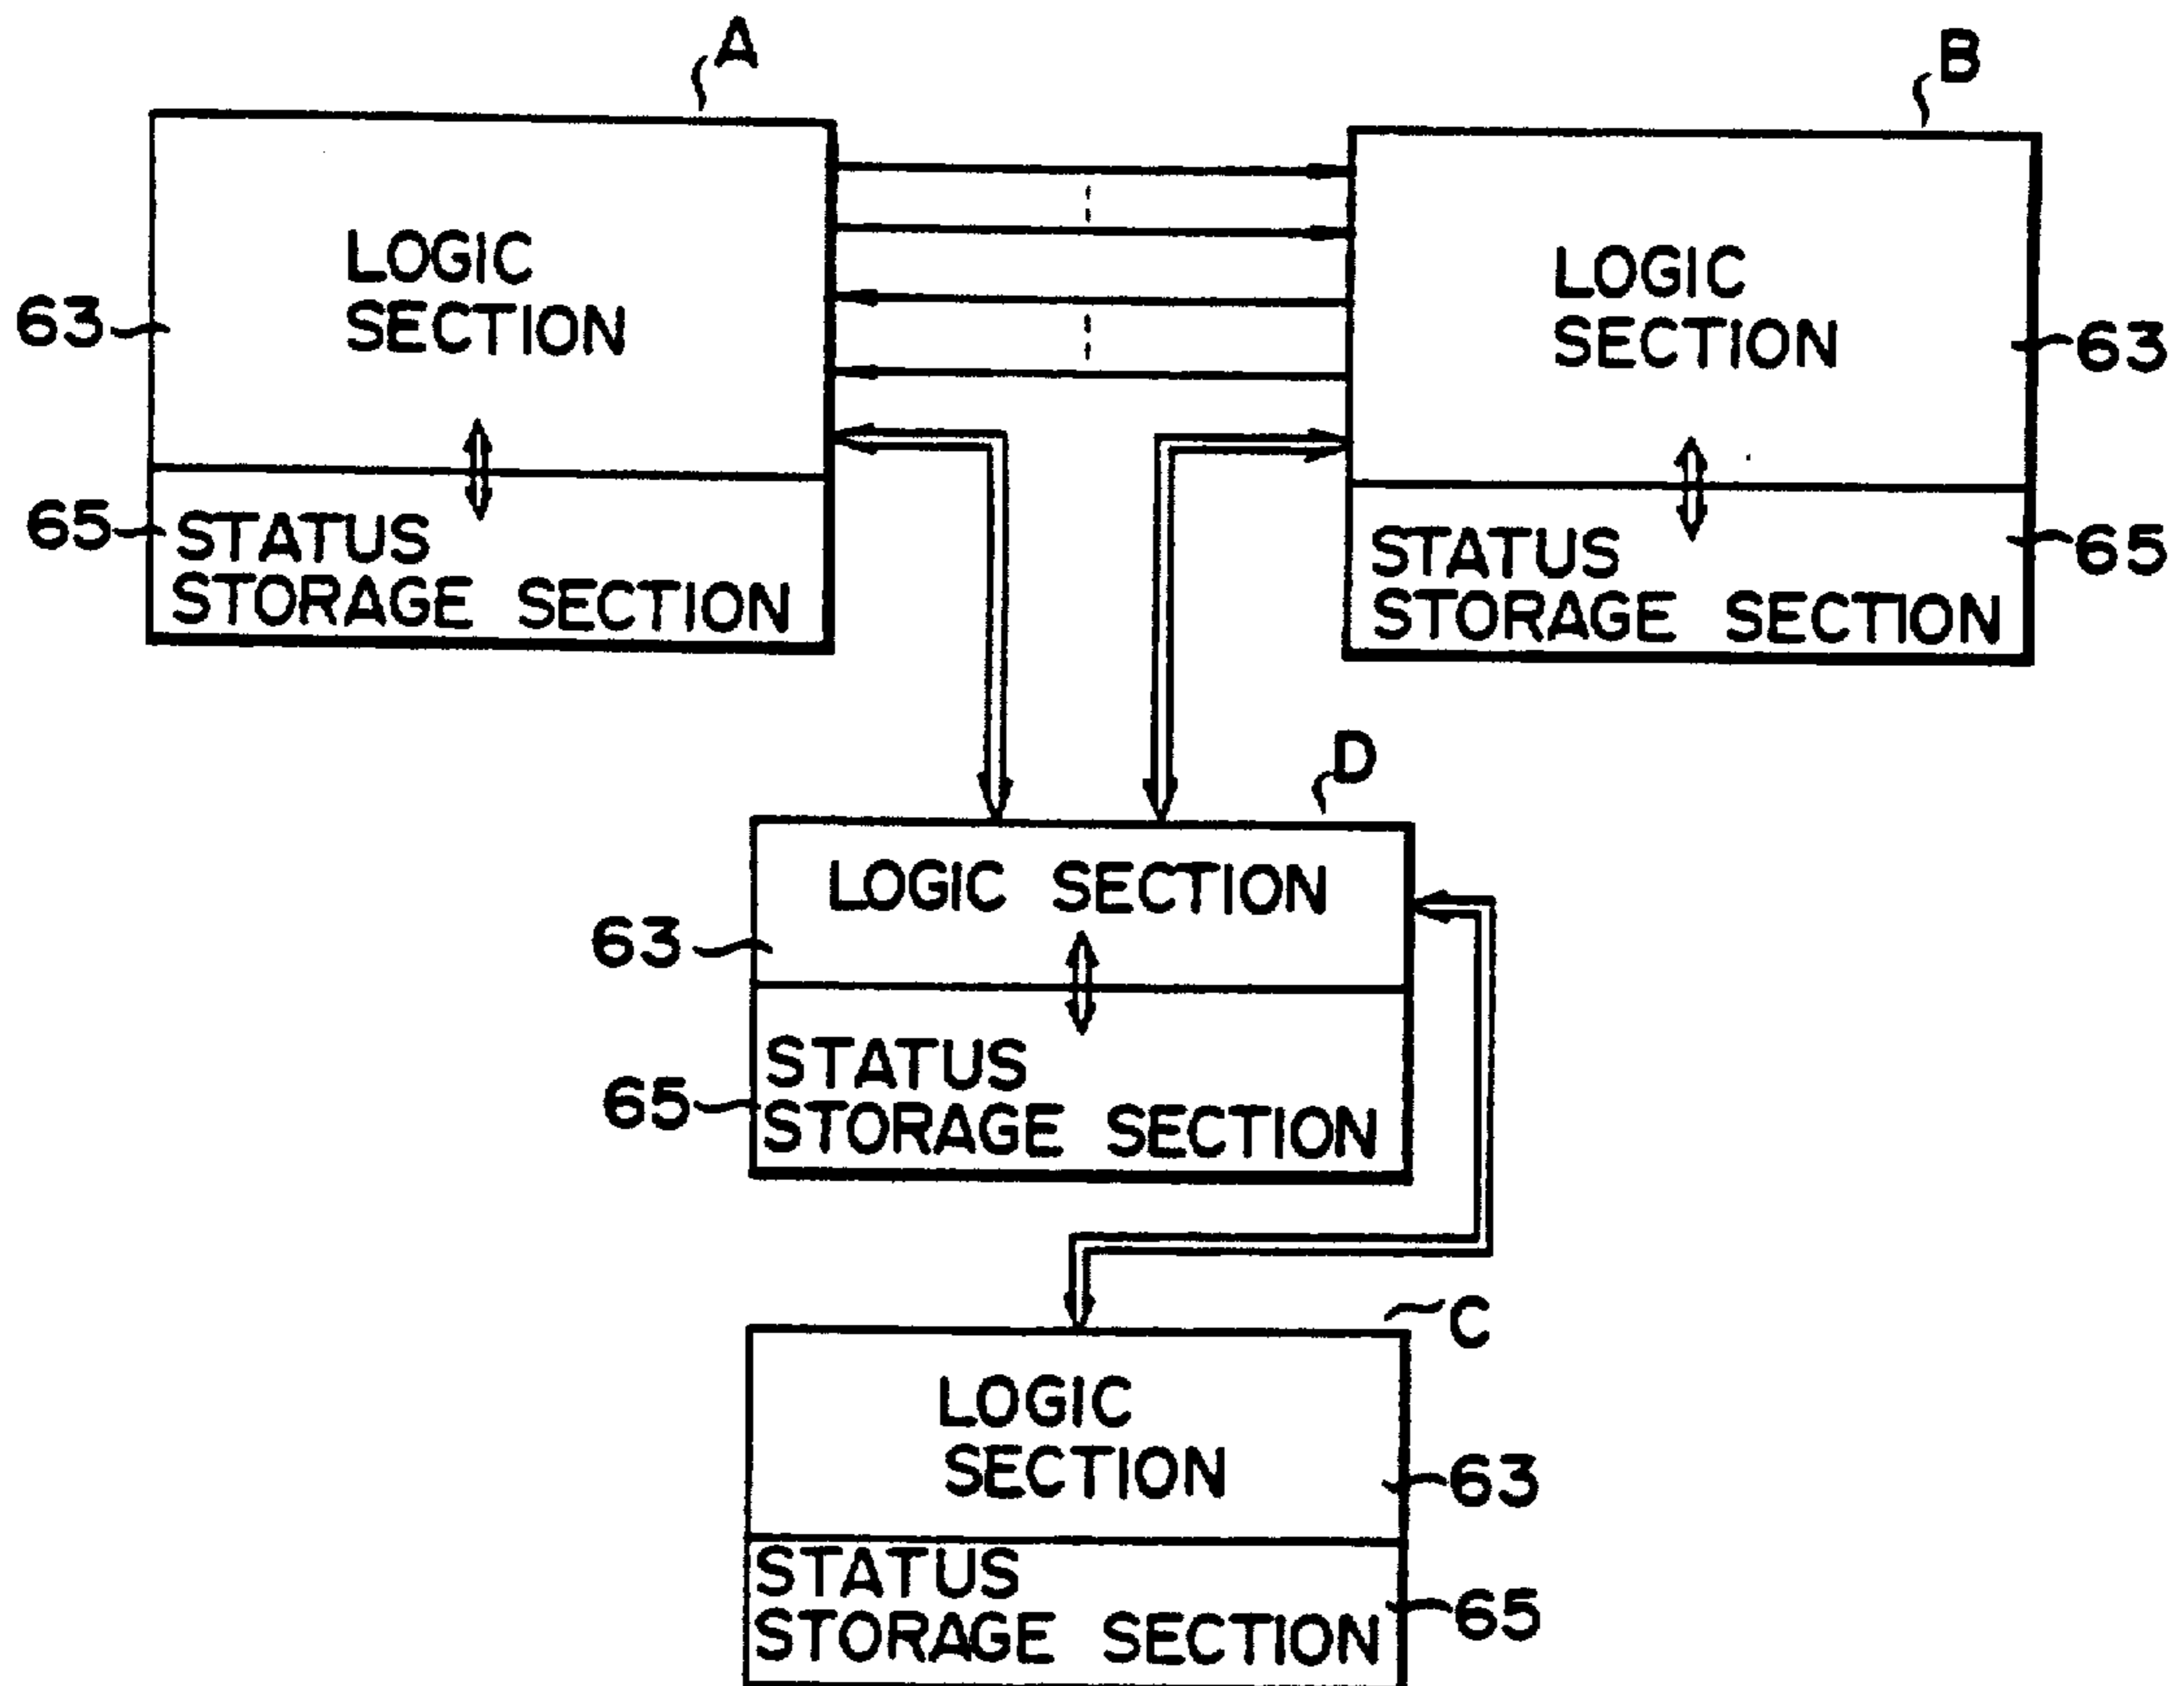 A
B
LOGIC
SECTION
63
LOGIC
SECTION
63
65
STATUS
STORAGE SECTION
STATUS
STORAGE SECTION
65
D
LOGIC SECTION
63
STATUS
STORAGE SECTION
65
C
LOGIC
SECTION
63
STATUS
STORAGE SECTION
65